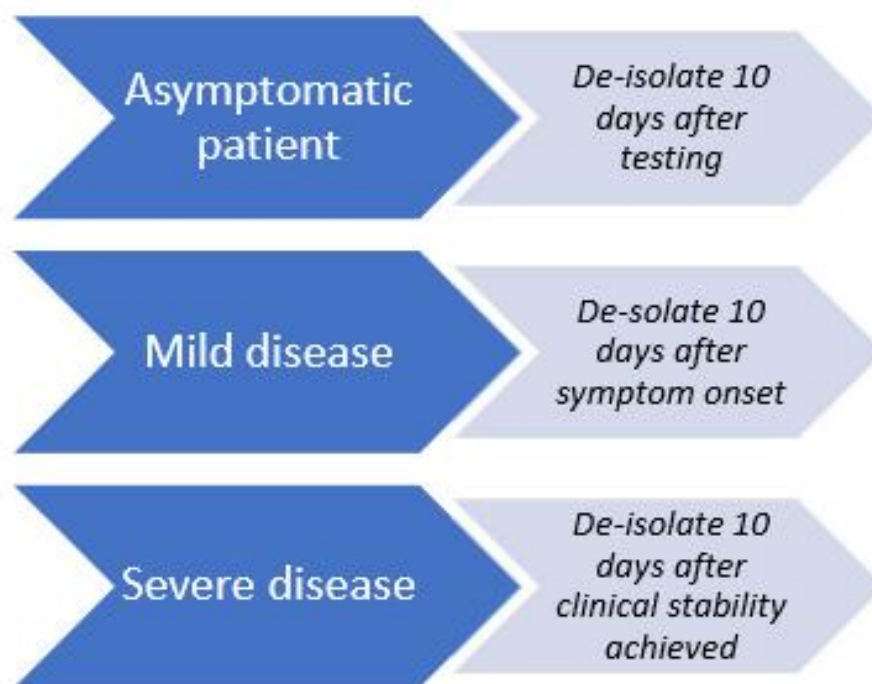 Asymptomatic
patient
De-isolate 10
days after
testing
Mild disease
De-solate 10
days after
symptom onset
Severe disease
De-isolate 10
days after
clinical stability
achieved